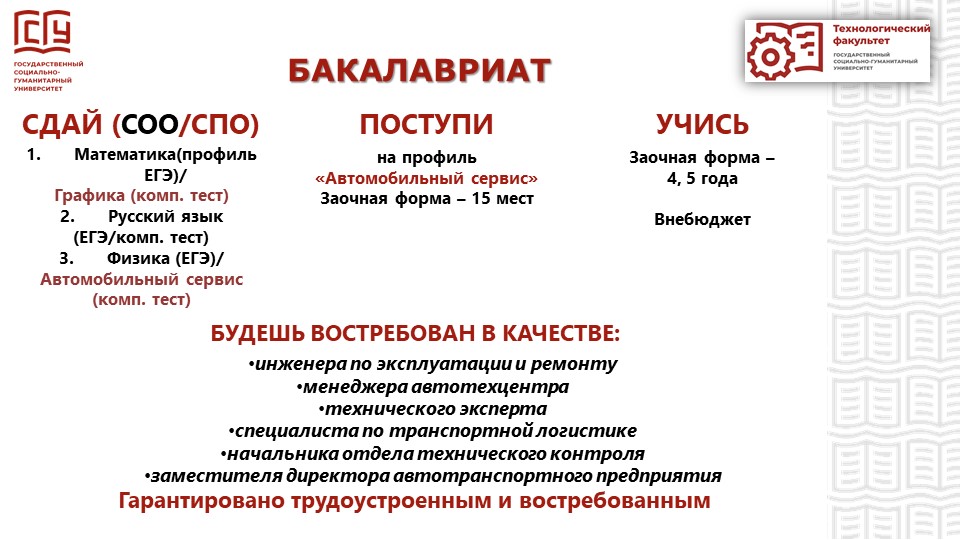 ГСГУ
ГОСУДАРСТВЕННЫЙ
СОЦИАЛЬНО-
ГУМАНИТАРНЫЙ
УНИВЕРСИТЕТ
Технологический
факультет
ГОСУДАРСТВЕННЫЙ
СОЦИАЛЬНО-ГУМАНИТАРНЫЙ
УНИВЕРСИТЕТ
БАКАЛАВРИАТ
СДАЙ (СОО/СПО)
1. Математика(профиль
ЕГЭ)/
Графика (комп. тест)
2. Русский язык
(ЕГЭ/комп. тест)
3. Физика (ЕГЭ)/
Автомобильный сервис
(комп. тест)
ПОСТУПИ
на профиль
«Автомобильный сервис»
Заочная форма – 15 мест
УЧИСЬ
Заочная форма –
4, 5 года
Внебюджет
БУДЕШЬ ВОСТРЕБОВАН В КАЧЕСТВЕ:
•инженера по эксплуатации и ремонту
•менеджера автотехцентра
•технического эксперта
•специалиста по транспортной логистике
•начальника отдела технического контроля
•заместителя директора автотранспортного предприятия
Гарантировано трудоустроенным и востребованным